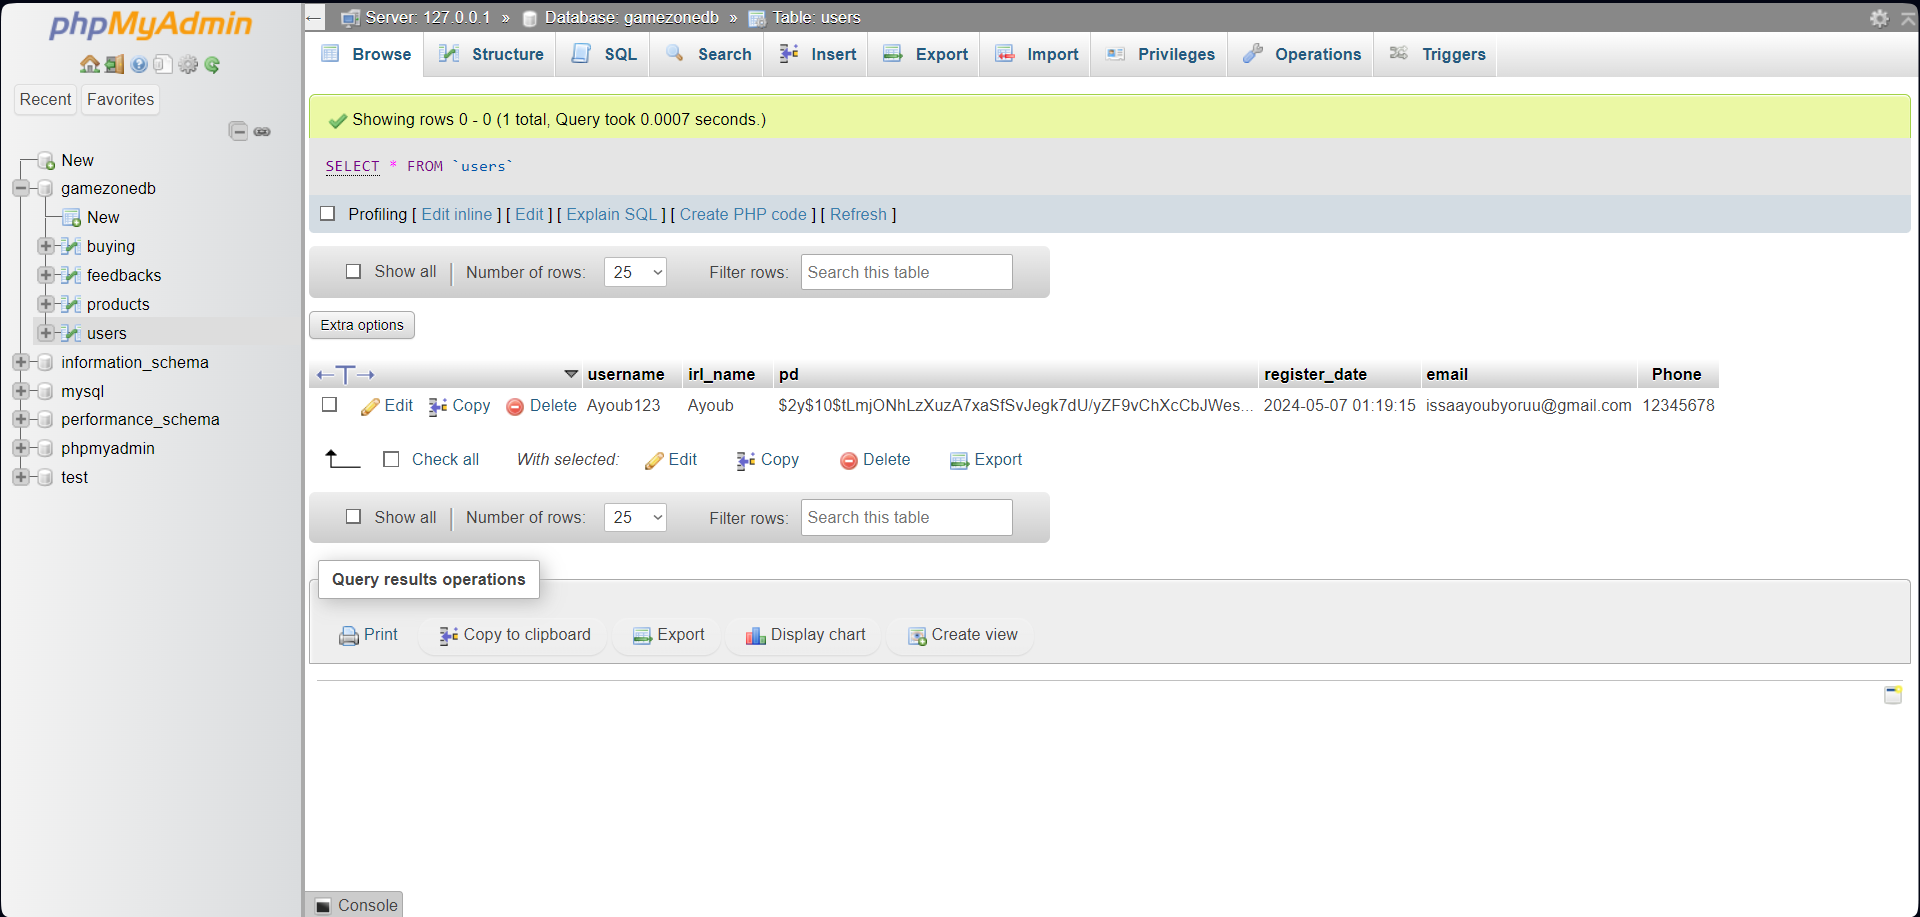 phpMyAdmin
Recent Favorites
New
gamezonedb
New
buying
feedbacks
products
users
information_schema
mysql
performance_schema
phpmyadmin
test
Server: 127.0.0.1 » Database: gamezonedb » Table: users
Browse Structure SQL Search Insert Export Import Privileges Operations Triggers
Showing rows 0 - 0 (1 total, Query took 0.0007 seconds.)
SELECT * FROM `users`
Profiling [ Edit inline ] [ Edit ] [ Explain SQL ] [ Create PHP code ] [ Refresh ]
Show all Number of rows: 25 Filter rows: Search this table
Extra options
←T→ username irl_name pd register_date email Phone
Edit Copy Delete Ayoub123 Ayoub $2y$10$tLmjONhLzXuzA7xaSfSvJegk7dU/yZF9vChXcCbJWes... 2024-05-07 01:19:15 issaayoubyoruu@gmail.com 12345678
Check all With selected: Edit Copy Delete Export
Show all Number of rows: 25 Filter rows: Search this table
Query results operations
Print Copy to clipboard Export Display chart Create view
Console